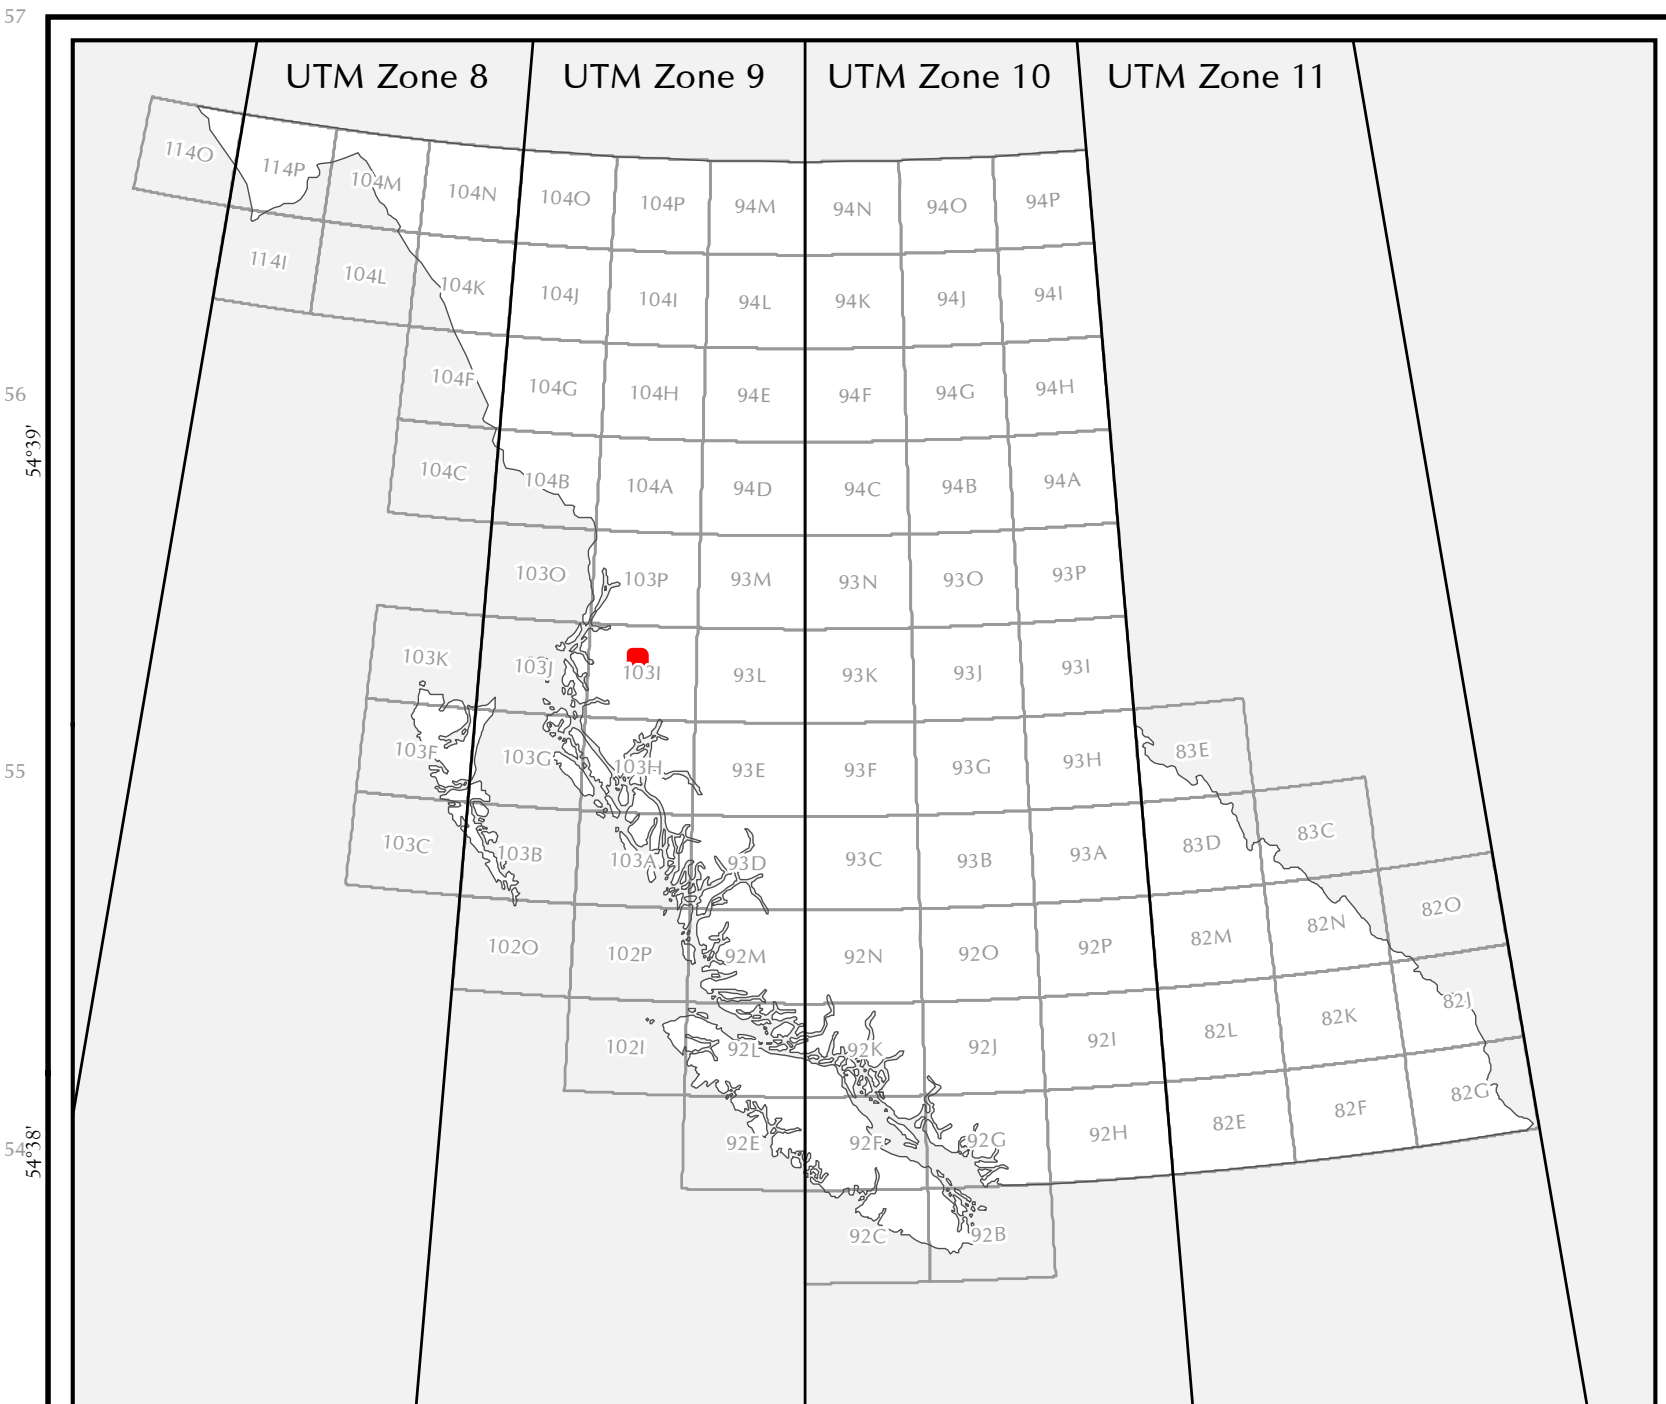 57
UTM Zone 8 UTM Zone 9 UTM Zone 10 UTM Zone 11
114O 114P 104M 104N 104O 104P 94M 94N 94O 94P
114I 104L 104K 104J 104I 94L 94K 94J 94I
56
104F 104G 104H 94E 94F 94G 94H
54°39'
104C 104B 104A 94D 94C 94B 94A
103O 103P 93M 93N 93O 93P
103K 103J 103I 93L 93K 93J 93I
55
103F 103G 103H 93E 93F 93G 93H 83E
103C 103B 103A 93D 93C 93B 93A 83D 83C
102O 102P 92M 92N 92O 92P 82M 82N 82O
102I 92L 92K 92J 92I 82L 82K 82J
54
54°38'
92E 92F 92G 92H 82E 82F 82G
92C 92B